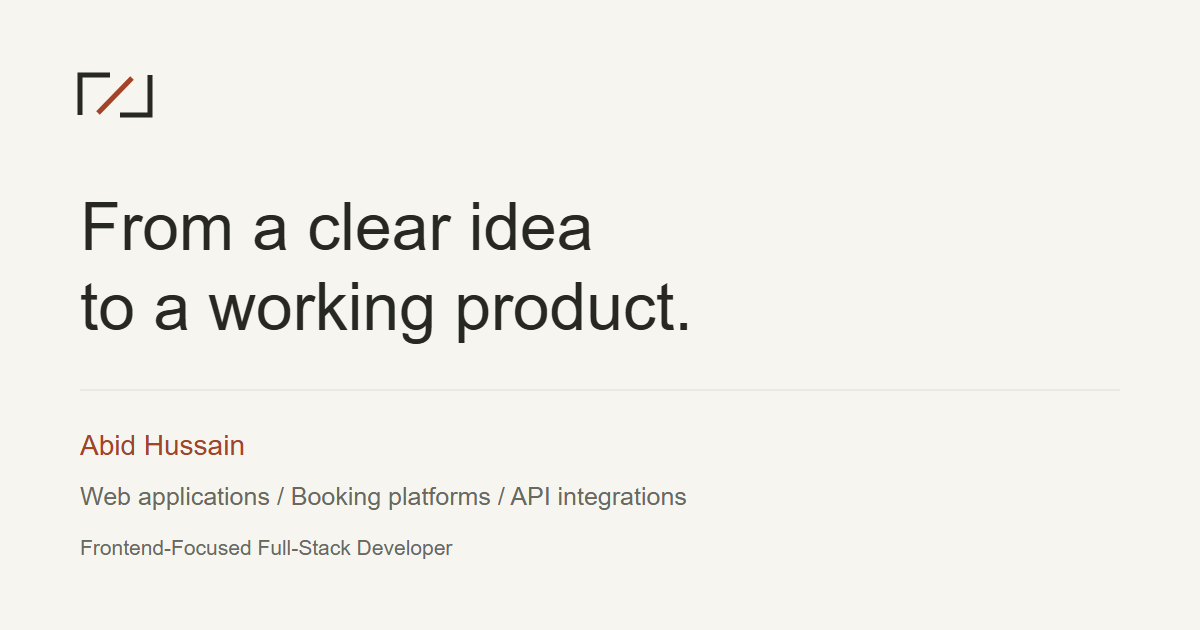 From a clear idea
to a working product.
Abid Hussain
Web applications / Booking platforms / API integrations
Frontend-Focused Full-Stack Developer